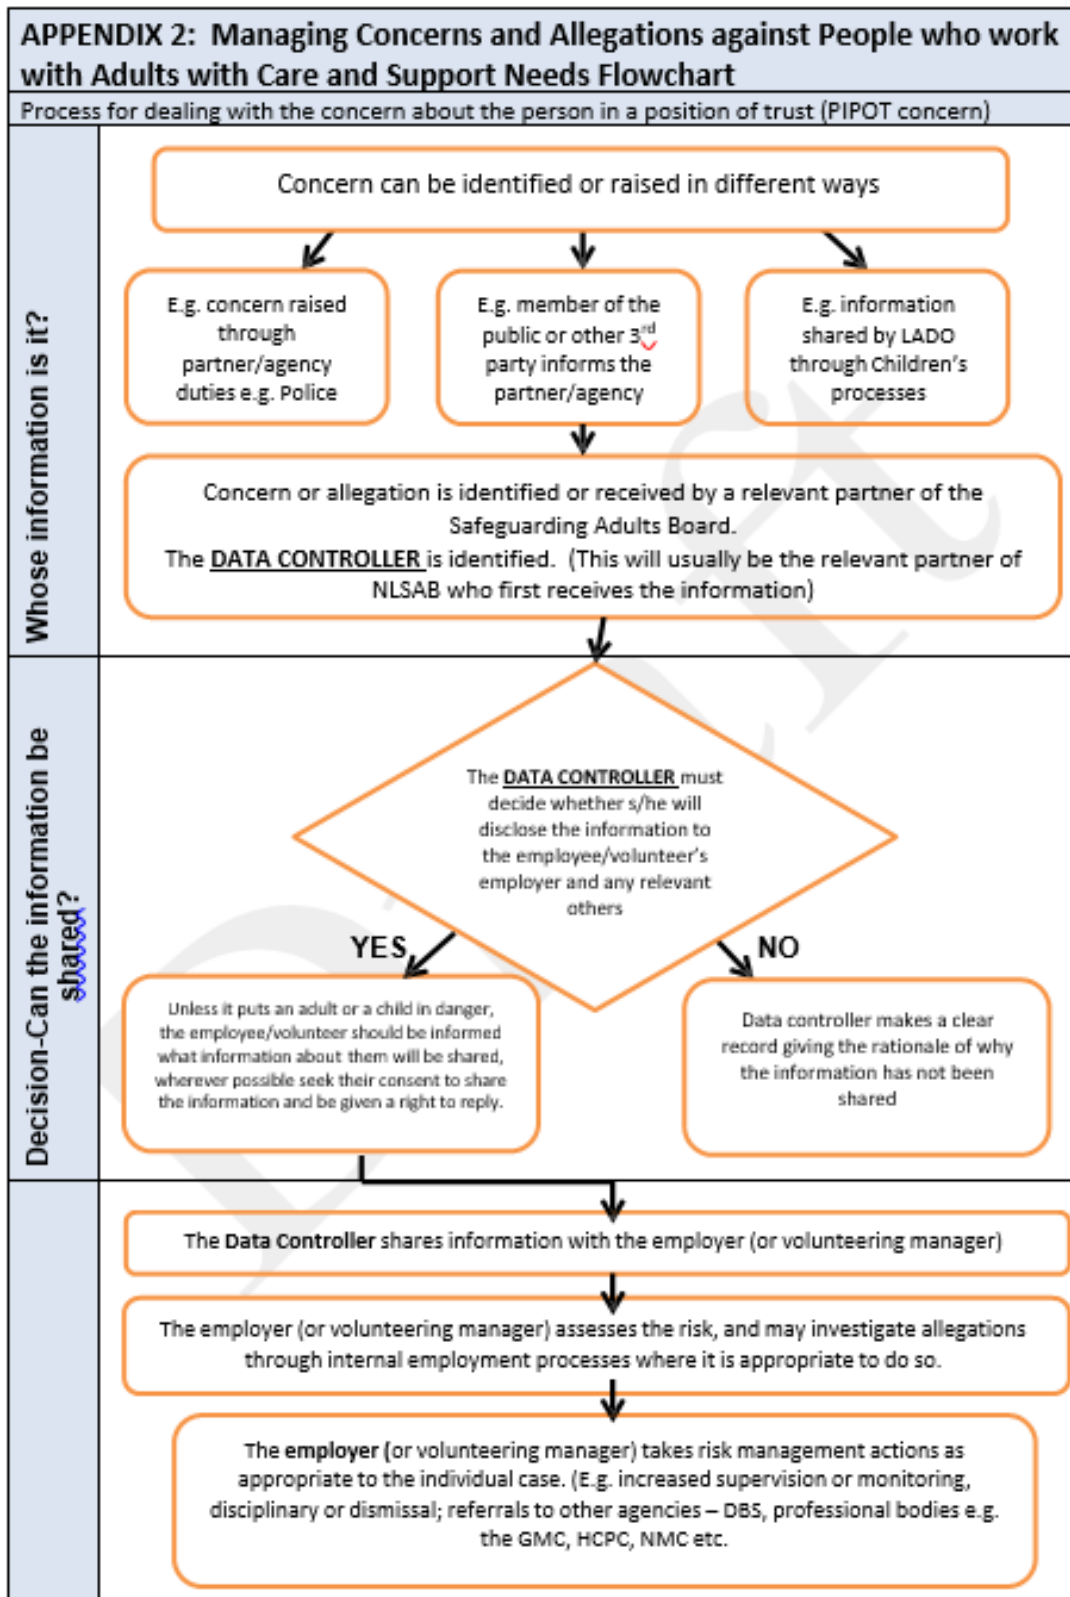 APPENDIX 2:  Managing Concerns and Allegations against People who work
with Adults with Care and Support Needs Flowchart
Process for dealing with the concern about the person in a position of trust (PIPOT concern)
Whose information is it?
Concern can be identified or raised in different ways
E.g. concern raised
through
partner/agency
duties e.g. Police
E.g. member of the
public or other 3rd
party informs the
partner/agency
E.g. information
shared by LADO
through Children's
processes
Concern or allegation is identified or received by a relevant partner of the
Safeguarding Adults Board.
The DATA CONTROLLER is identified.  (This will usually be the relevant partner of
NLSAB who first receives the information)
Decision-Can the information be
shared?
The DATA CONTROLLER must
decide whether s/he will
disclose the information to
the employee/volunteer's
employer and any relevant
others
YES
NO
Unless it puts an adult or a child in danger,
the employee/volunteer should be informed
what information about them will be shared,
wherever possible seek their consent to share
the information and be given a right to reply.
Data controller makes a clear
record giving the rationale of why
the information has not been
shared
The Data Controller shares information with the employer (or volunteering manager)
The employer (or volunteering manager) assesses the risk, and may investigate allegations
through internal employment processes where it is appropriate to do so.
The employer (or volunteering manager) takes risk management actions as
appropriate to the individual case. (E.g. increased supervision or monitoring,
disciplinary or dismissal; referrals to other agencies – DBS, professional bodies e.g.
the GMC, HCPC, NMC etc.
Draft